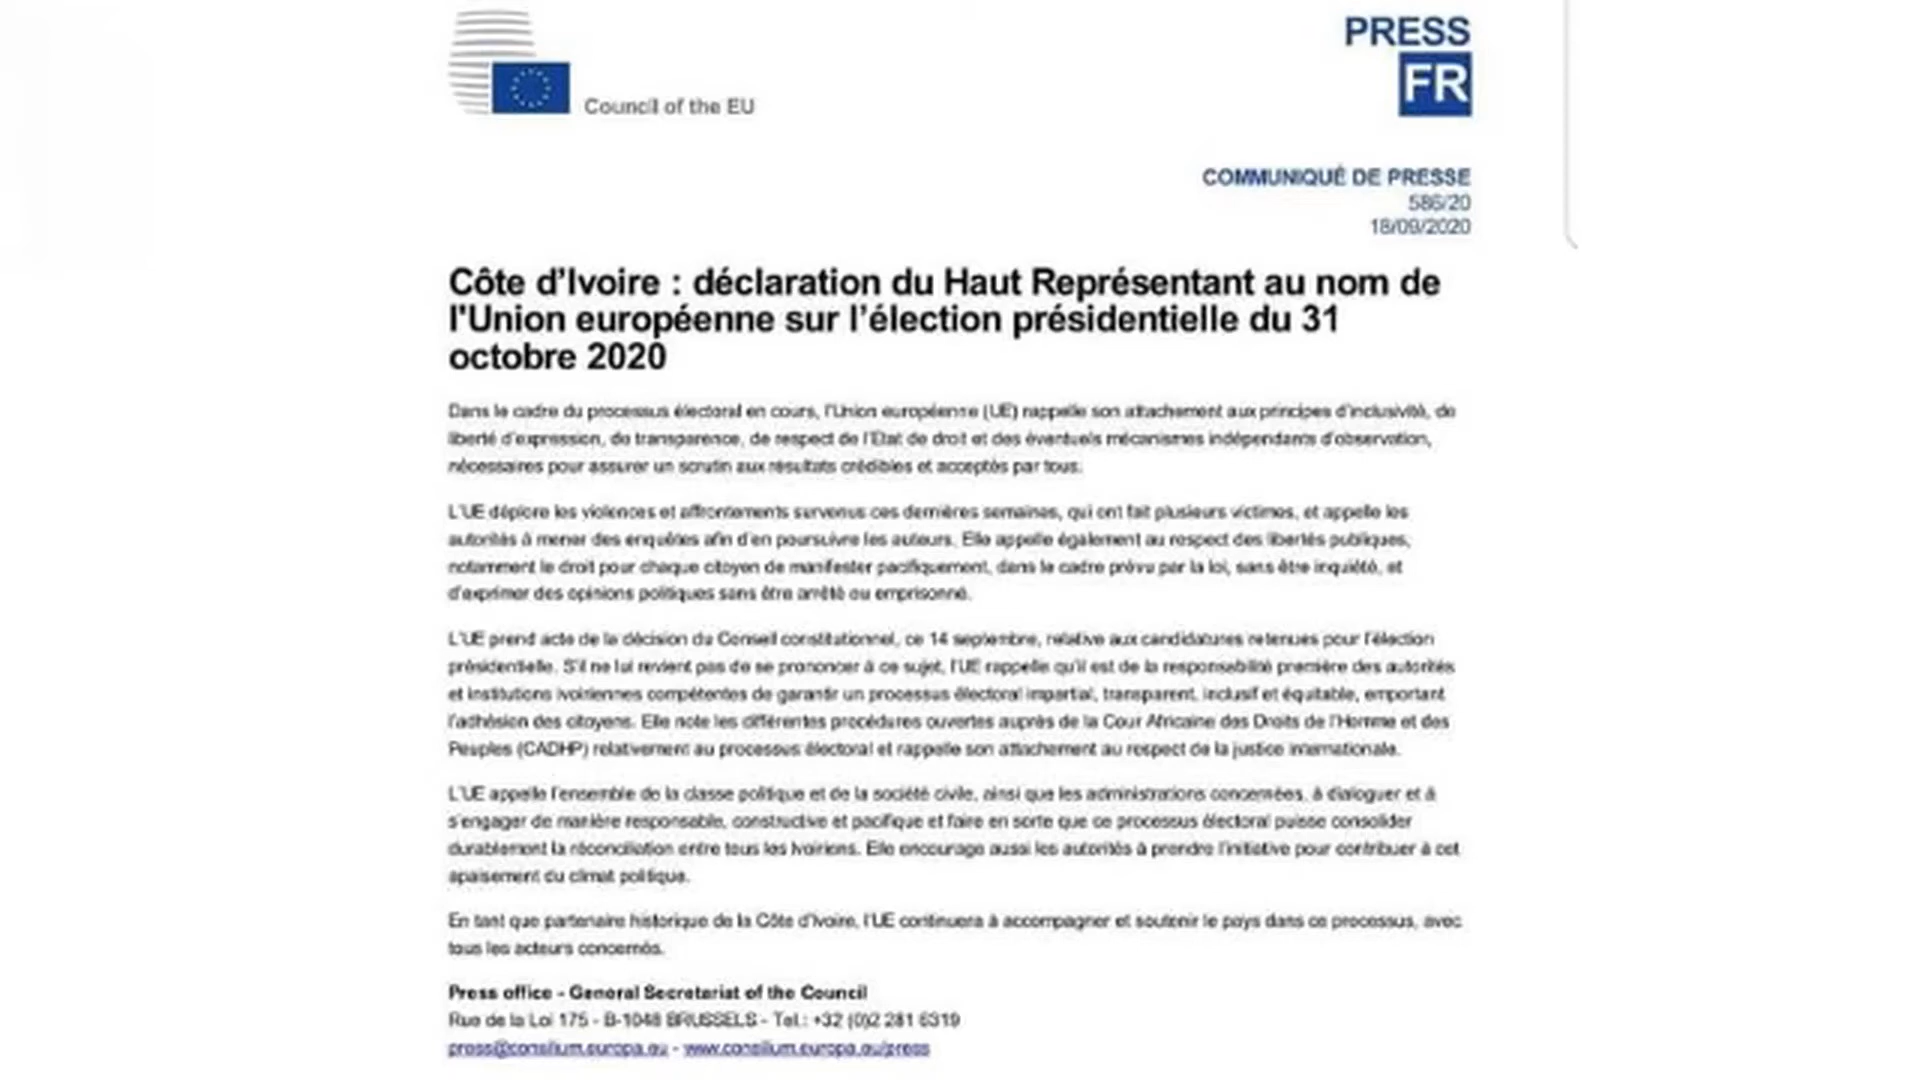 Council of the EU
PRESS
FR
COMMUNIQUÉ DE PRESSE
586/20
18/09/2020
Côte d’Ivoire : déclaration du Haut Représentant au nom de
l'Union européenne sur l’élection présidentielle du 31
octobre 2020
Dans le cadre du processus électoral en cours, l'Union européenne (UE) rappelle son attachement aux principes d'inclusivité, de
liberté d'expression, de transparence, de respect de l'Etat de droit et des éventuels mécanismes indépendants d'observation,
nécessaires pour assurer un scrutin aux résultats crédibles et acceptés par tous.
L'UE déplore les violences et affrontements survenus ces dernières semaines, qui ont fait plusieurs victimes, et appelle les
autorités à mener des enquêtes afin d'en poursuivre les auteurs. Elle appelle également au respect des libertés publiques,
notamment le droit pour chaque citoyen de manifester pacifiquement, dans le cadre prévu par la loi, sans être inquiété, et
d'exprimer des opinions politiques sans être arrêté ou emprisonné.
L'UE prend acte de la décision du Conseil constitutionnel, ce 14 septembre, relative aux candidatures retenues pour l'élection
présidentielle. S'il ne lui revient pas de se prononcer à ce sujet, l'UE rappelle qu'il est de la responsabilité première des autorités
et institutions ivoiriennes compétentes de garantir un processus électoral impartial, transparent, inclusif et équitable, emportant
l'adhésion des citoyens. Elle note les différentes procédures ouvertes auprès de la Cour Africaine des Droits de l'Homme et des
Peuples (CADHP) relativement au processus électoral et rappelle son attachement au respect de la justice internationale.
L'UE appelle l'ensemble de la classe politique et de la société civile, ainsi que les administrations concernées, à dialoguer et à
s'engager de manière responsable, constructive et pacifique et faire en sorte que ce processus électoral puisse consolider
durablement la réconciliation entre tous les Ivoiriens. Elle encourage aussi les autorités à prendre l'initiative pour contribuer à cet
apaisement du climat politique.
En tant que partenaire historique de la Côte d'Ivoire, l'UE continuera à accompagner et soutenir le pays dans ce processus, avec
tous les acteurs concernés.
Press office - General Secretariat of the Council
Rue de la Loi 175 - B-1048 BRUSSELS - Tel.: +32 (0)2 281 6319
press@consilium.europa.eu - www.consilium.europa.eu/press